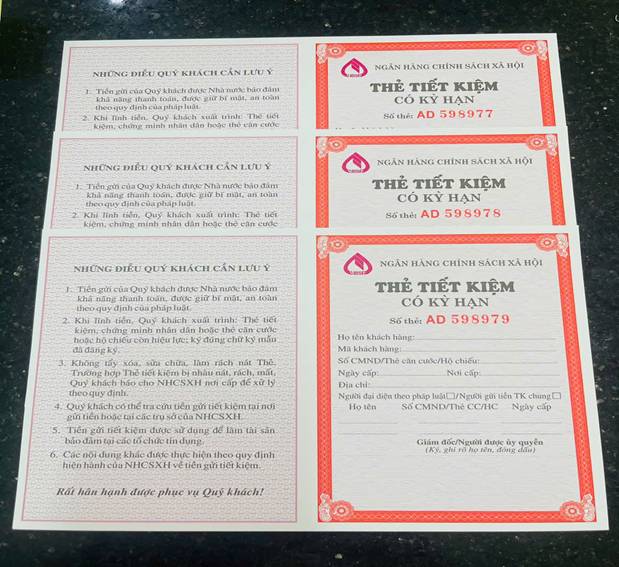 NHỮNG ĐIỀU QUÝ KHÁCH CẦN LƯU Ý
1. Tiền gửi của Quý khách được Nhà nước bảo đảm
khả năng thanh toán, được giữ bí mật, an toàn
theo quy định của pháp luật.
2. Khi lĩnh tiền, Quý khách xuất trình: Thẻ tiết
kiệm, chứng minh nhân dân hoặc thẻ căn cước
NGÂN HÀNG CHÍNH SÁCH XÃ HỘI
THẺ TIẾT KIỆM
CÓ KỲ HẠN
Số thẻ: AD 598977
NHỮNG ĐIỀU QUÝ KHÁCH CẦN LƯU Ý
1. Tiền gửi của Quý khách được Nhà nước bảo đảm
khả năng thanh toán, được giữ bí mật, an toàn
theo quy định của pháp luật.
2. Khi lĩnh tiền, Quý khách xuất trình: Thẻ tiết
kiệm, chứng minh nhân dân hoặc thẻ căn cước
NGÂN HÀNG CHÍNH SÁCH XÃ HỘI
THẺ TIẾT KIỆM
CÓ KỲ HẠN
Số thẻ: AD 598978
NHỮNG ĐIỀU QUÝ KHÁCH CẦN LƯU Ý
1. Tiền gửi của Quý khách được Nhà nước bảo đảm
khả năng thanh toán, được giữ bí mật, an toàn
theo quy định của pháp luật.
2. Khi lĩnh tiền, Quý khách xuất trình: Thẻ tiết
kiệm, chứng minh nhân dân hoặc thẻ căn cước
hoặc hộ chiếu còn hiệu lực; ký đúng chữ ký mẫu
đã đăng ký.
3. Không tẩy xóa, sửa chữa, làm rách nát Thẻ.
Trường hợp Thẻ tiết kiệm bị nhàu nát, rách, mất,
Quý khách báo cho NHCSXH nơi cấp để xử lý
theo quy định.
4. Quý khách có thể tra cứu tiền gửi tiết kiệm tại nơi
gửi tiền hoặc tại các trụ sở của NHCSXH.
5. Tiền gửi tiết kiệm được sử dụng để làm tài sản
bảo đảm tại các tổ chức tín dụng.
6. Các nội dung khác được thực hiện theo quy định
hiện hành của NHCSXH về tiền gửi tiết kiệm.
Rất hân hạnh được phục vụ Quý khách!
NGÂN HÀNG CHÍNH SÁCH XÃ HỘI
THẺ TIẾT KIỆM
CÓ KỲ HẠN
Số thẻ: AD 598979
Họ tên khách hàng:
Mã khách hàng:
Số CMND/Thẻ căn cước/Hộ chiếu:
Ngày cấp: Nơi cấp:
Địa chỉ:
Người đại diện theo pháp luật□/Người gửi tiền TK chung□
Họ tên Số CMND/Thẻ CC/HC Ngày cấp
Giám đốc/Người được ủy quyền
(Ký, ghi rõ họ tên, đóng dấu)